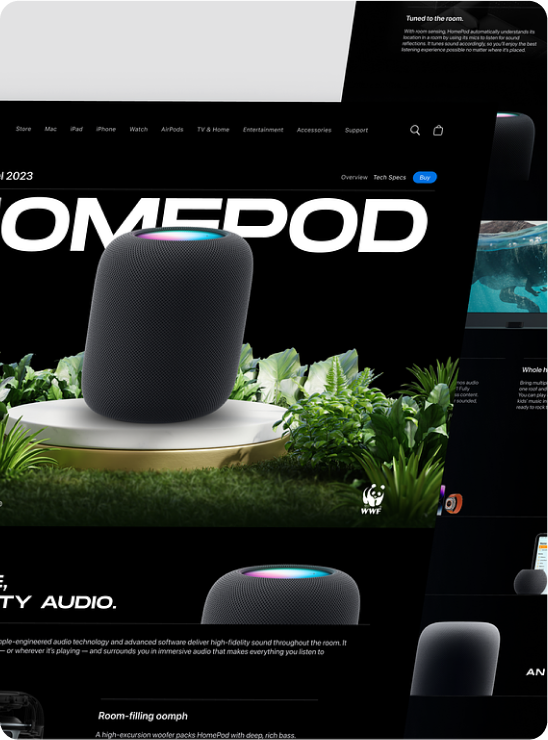 Tuned to the room.
With room sensing, HomePod automatically understands its
location in a room by using its mics to listen for sound
reflections. It tunes sound accordingly, so you'll enjoy the best
listening experience possible no matter where it's placed.
Store Mac iPad iPhone Watch AirPods TV & Home Entertainment Accessories Support
2023
Overview Tech Specs Buy
OMEPOD
Whole h
audio
Fully
content.
sounded.
Bring multip
one roof and
You can play
kids' music in
ready to rock t
WWF
E,
TY AUDIO.
ple-engineered audio technology and advanced software deliver high-fidelity sound throughout the room. It
— or wherever it's playing — and surrounds you in immersive audio that makes everything you listen to
AN
Room-filling oomph
A high-excursion woofer packs HomePod with deep, rich bass.